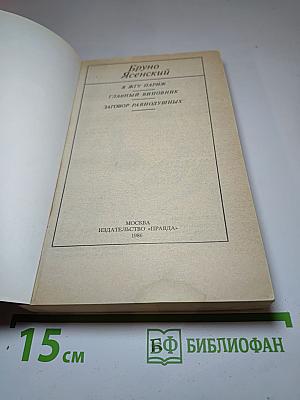 Бруно
Ясенский
Я ЖГУ ПАРИЖ
ГЛАВНЫЙ ВИНОВНИК
ЗАГОВОР РАВНОДУШНЫХ
МОСКВА
ИЗДАТЕЛЬСТВО «ПРАВДА»
1986
15 см
БФ БИБЛИОФАН